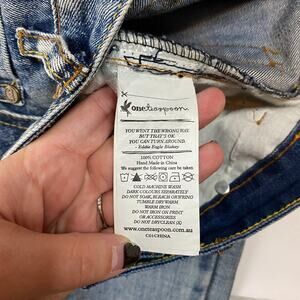 oneteaspoon
YOU WENT THE WRONG WAY
BUT THAT'S OK
YOU CAN TURN AROUND
- Eddie Eagle Blakey
100% COTTON
Hand Made in China
We suggest the following care be taken
COLD MACHINE WASH
DARK COLOURS SEPARATELY
DO NOT SOAK, BLEACH OR WRING
TUMBLE DRY WARM
WARM IRON
DO NOT IRON ON PRINT
OR ACCESSORIES
DO NOT DRYCLEAN (X)
www.oneteaspoon.com.au
C01CHINA